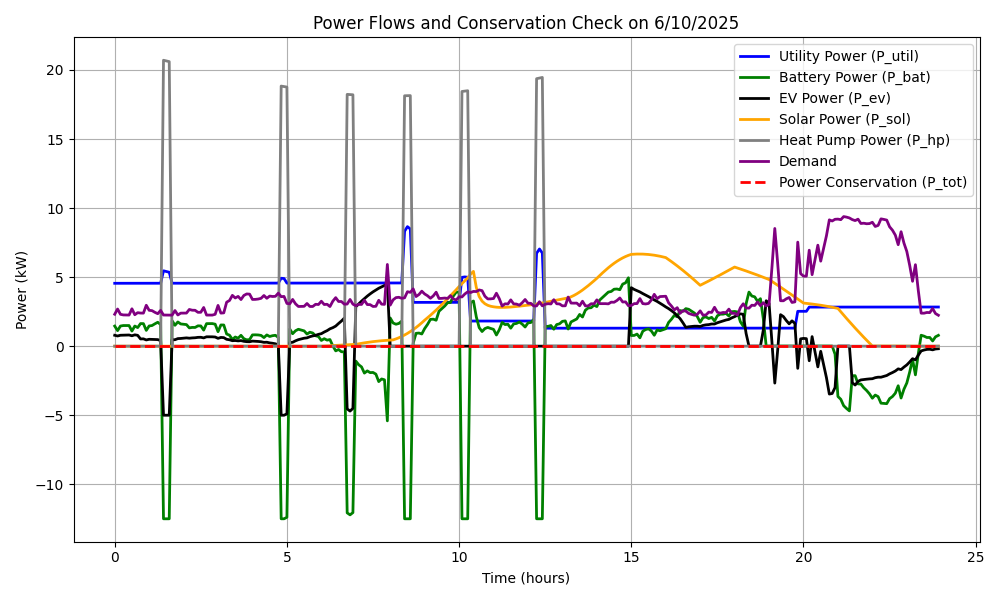 Power Flows and Conservation Check on 6/10/2025
Power (kW)
20
15
10
5
0
−5
−10
0
5
10
15
20
25
Time (hours)
Utility Power (P_util)
Battery Power (P_bat)
EV Power (P_ev)
Solar Power (P_sol)
Heat Pump Power (P_hp)
Demand
Power Conservation (P_tot)